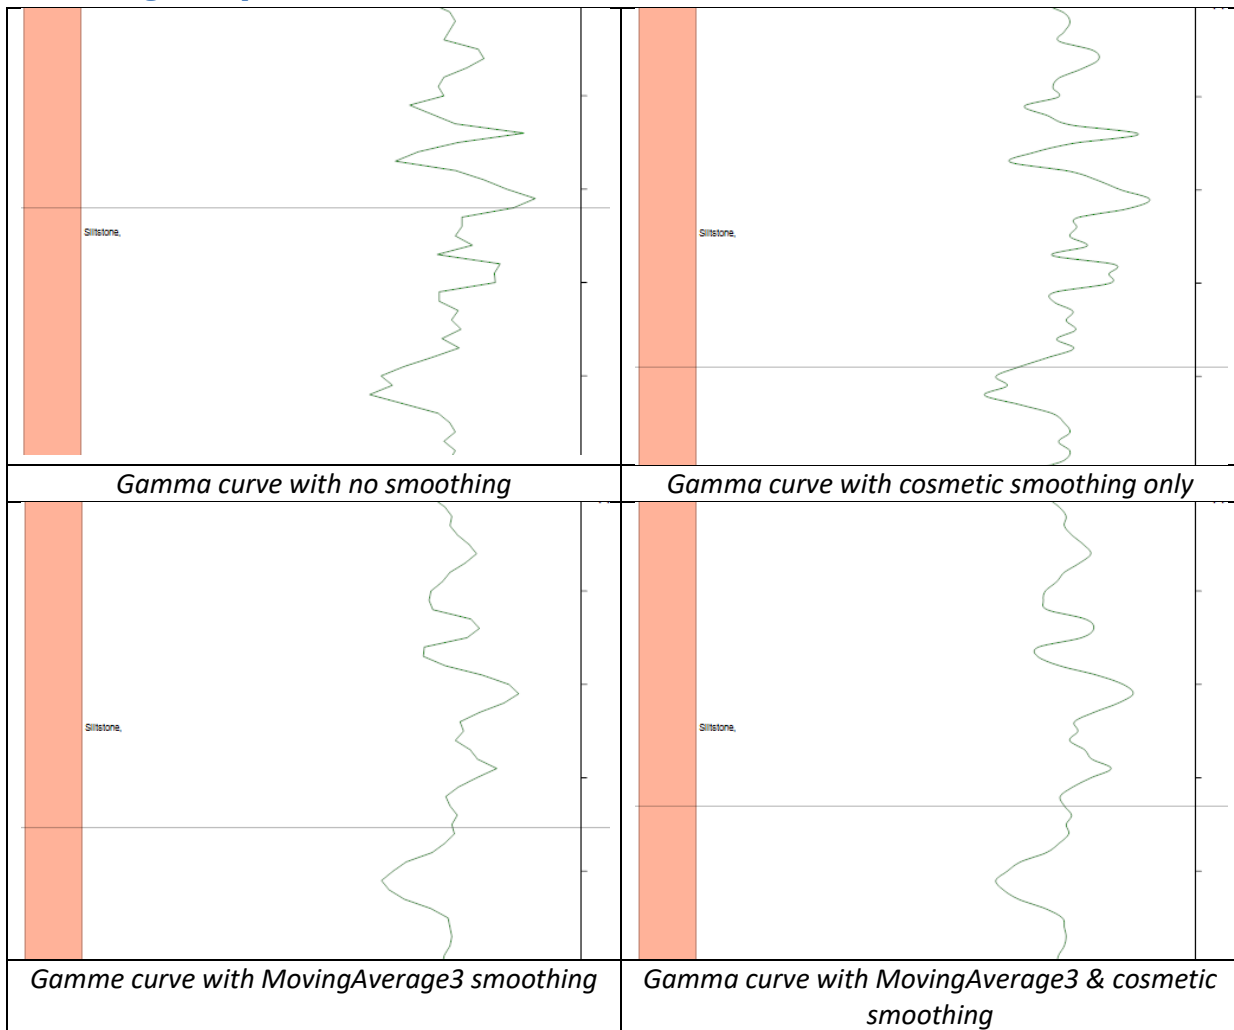 Siltstone,
Siltstone,
Gamma curve with no smoothing
Gamma curve with cosmetic smoothing only
Siltstone,
Siltstone,
Gamme curve with MovingAverage3 smoothing
Gamma curve with MovingAverage3 & cosmetic
smoothing